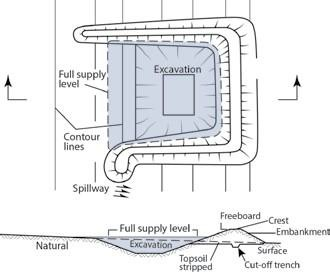 Full supply
level
Excavation
Contour
lines
Spillway
Full supply level
Freeboard
Crest
Embankment
Natural
Excavation
Surface
Topsoil
stripped
Cut-off trench